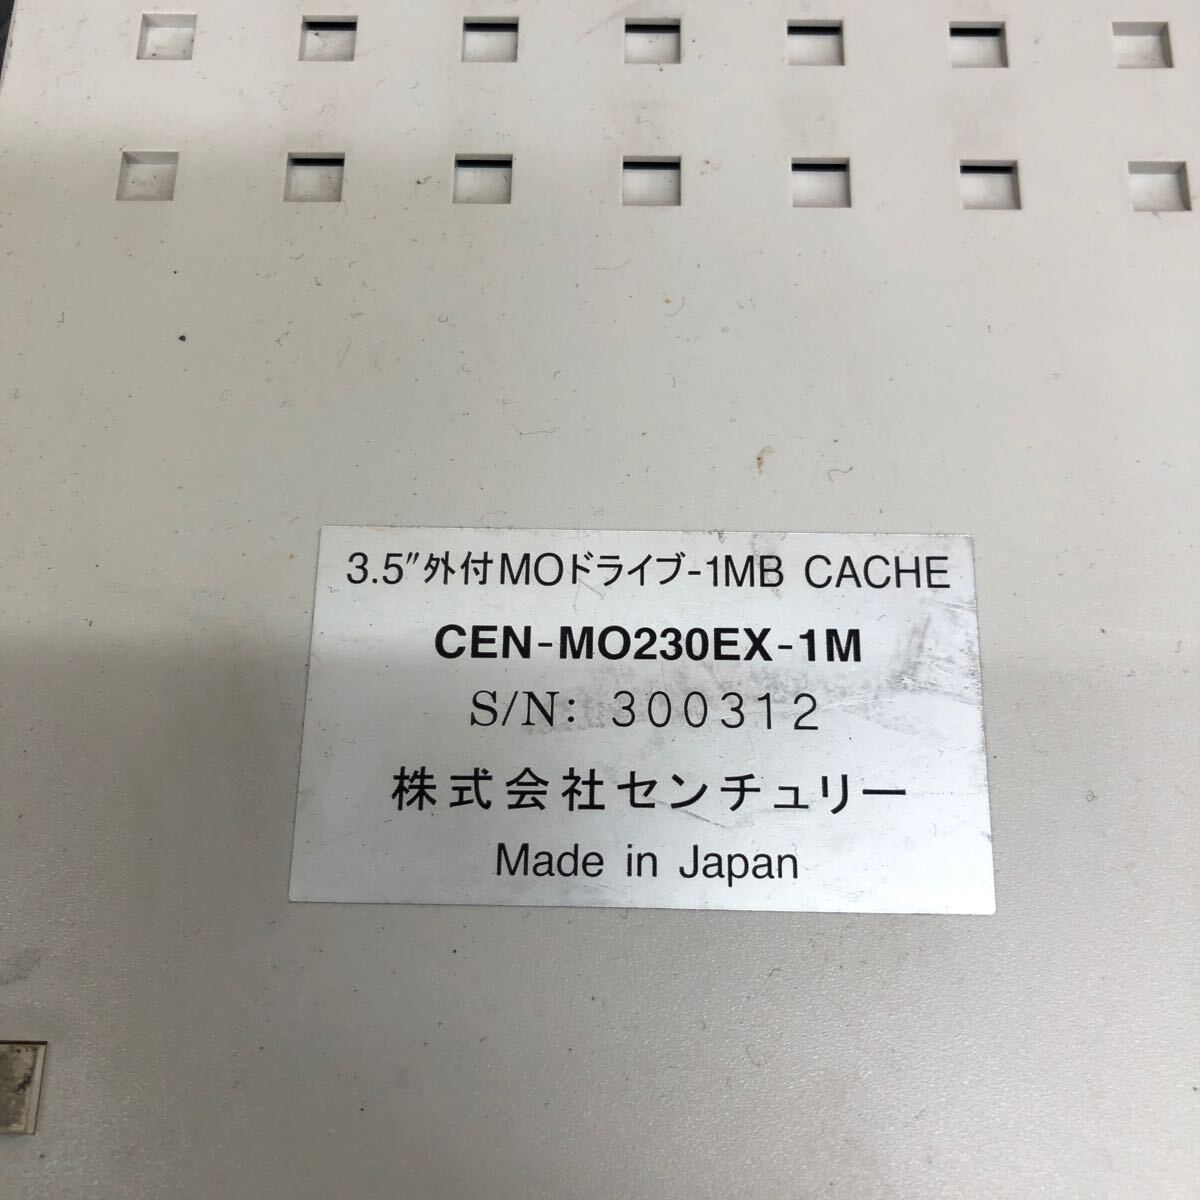 3.5"外付MOドライブ-1MB CACHE
CEN-MO230EX-1M
S/N: 300312
株式会社センチュリー
Made in Japan